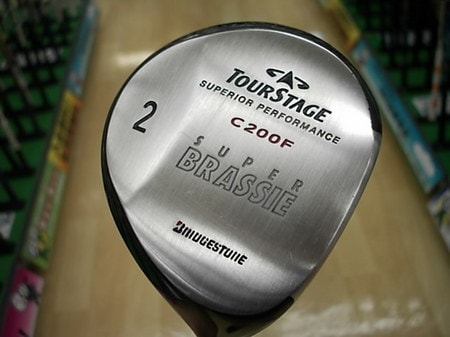 TOURSTAGE
SUPERIOR PERFORMANCE
C200F
2
SUPER
BRASSIE
BRIDGESTONE